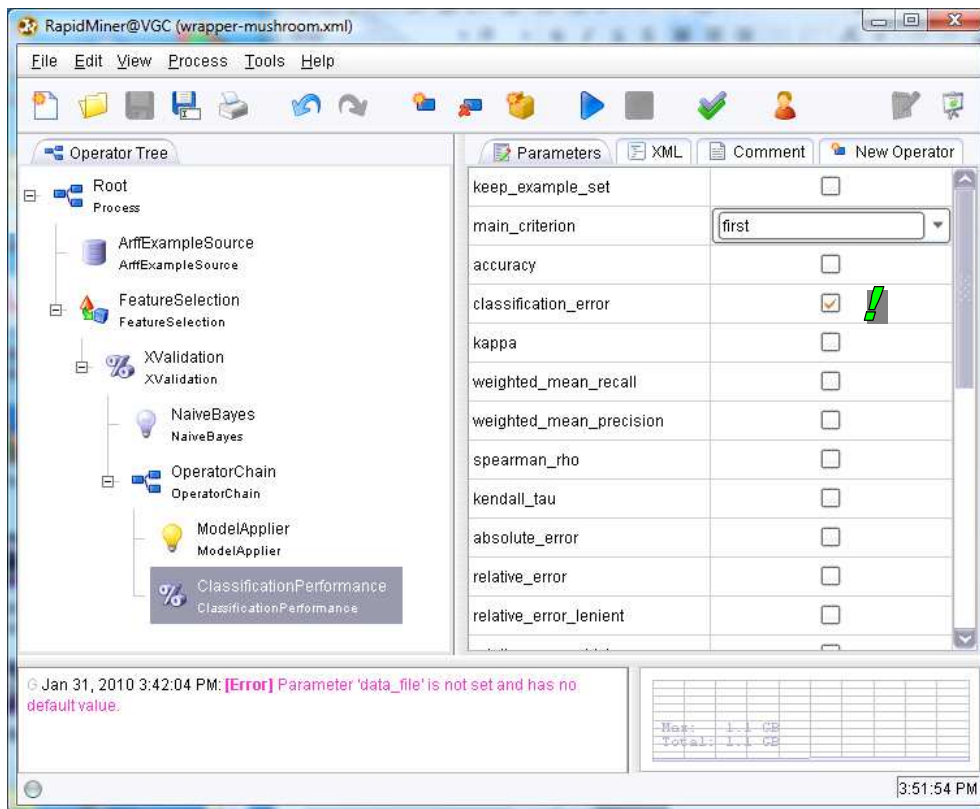 RapidMiner@VGC (wrapper-mushroom.xml)
File Edit View Process Tools Help
Operator Tree
Root
Process
ArffExampleSource
ArffExampleSource
FeatureSelection
FeatureSelection
XValidation
XValidation
NaiveBayes
NaiveBayes
OperatorChain
OperatorChain
ModelApplier
ModelApplier
ClassificationPerformance
ClassificationPerformance
Parameters XML Comment New Operator
keep_example_set
main_criterion first
accuracy
classification_error !
kappa
weighted_mean_recall
weighted_mean_precision
spearman_rho
kendall_tau
absolute_error
relative_error
relative_error_lenient
G Jan 31, 2010 3:42:04 PM: [Error] Parameter 'data_file' is not set and has no
default value.
Max: 1.1 GB
Total: 1.1 GB
3:51:54 PM